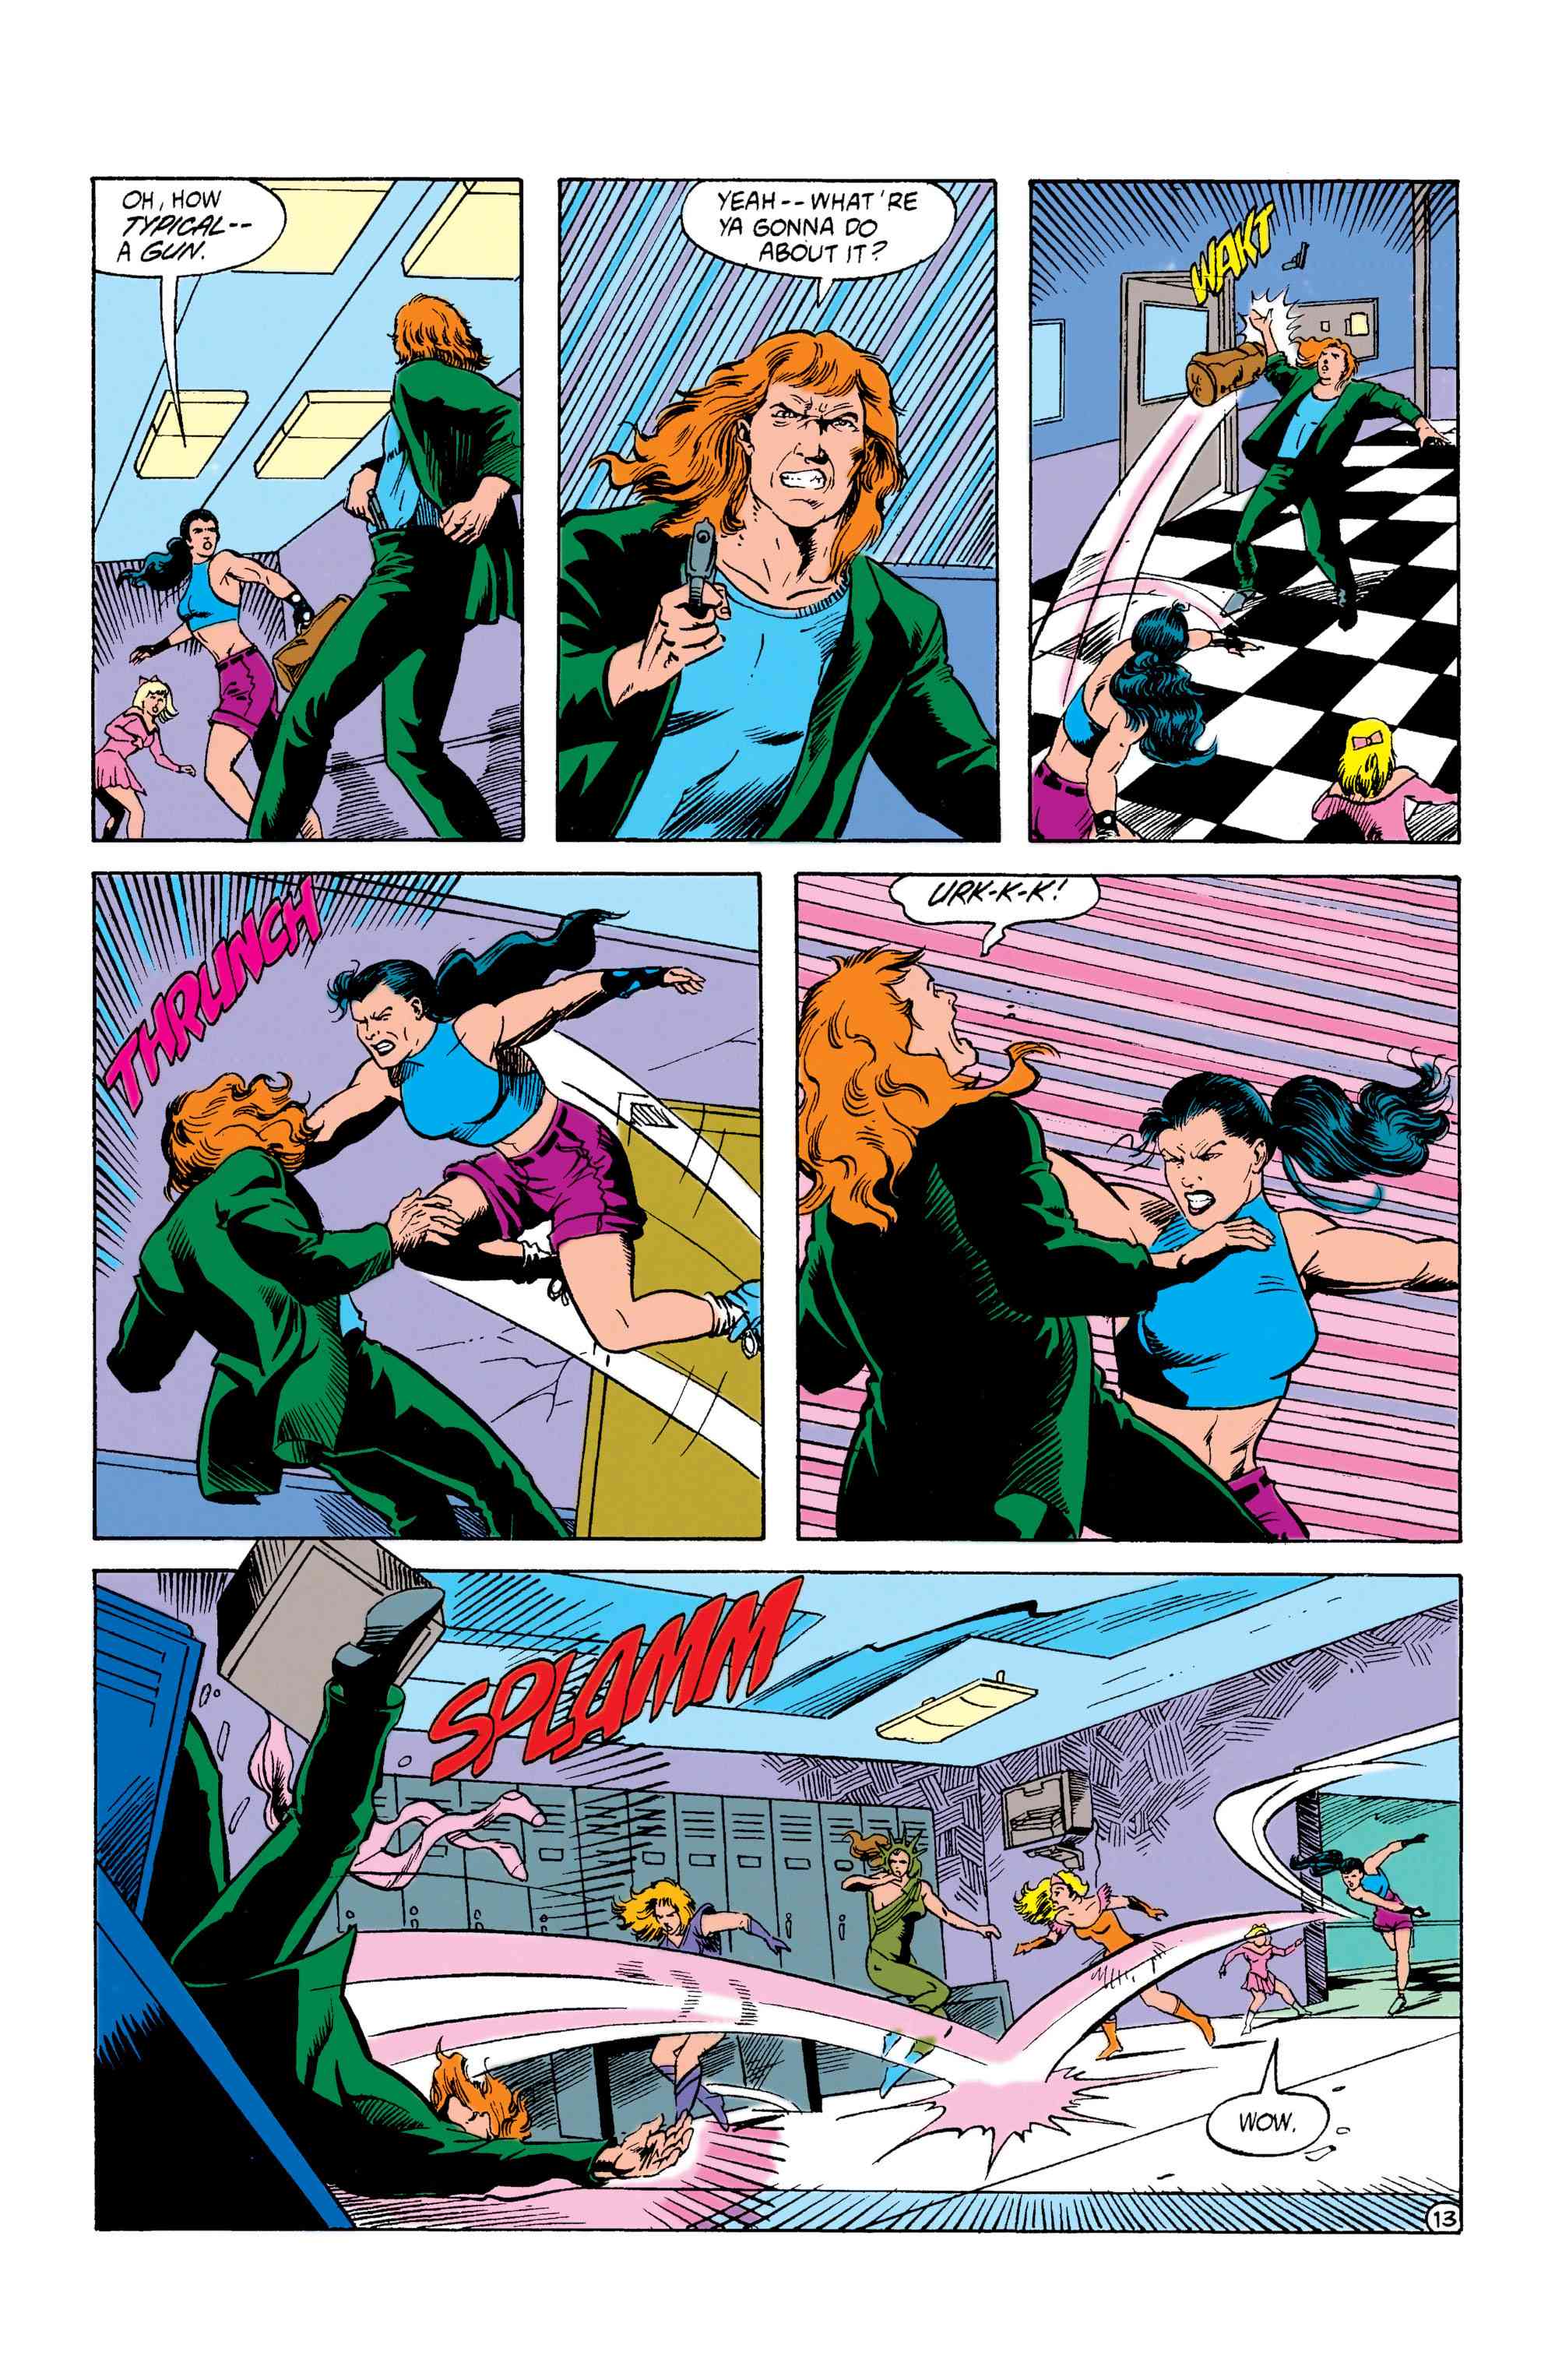 OH, HOW
TYPICAL--
A GUN.
YEAH--WHAT'RE
YA GONNA DO
ABOUT IT?
WAKT
THRUNCH
URK-K-K!
SPLAMM
WOW.
13